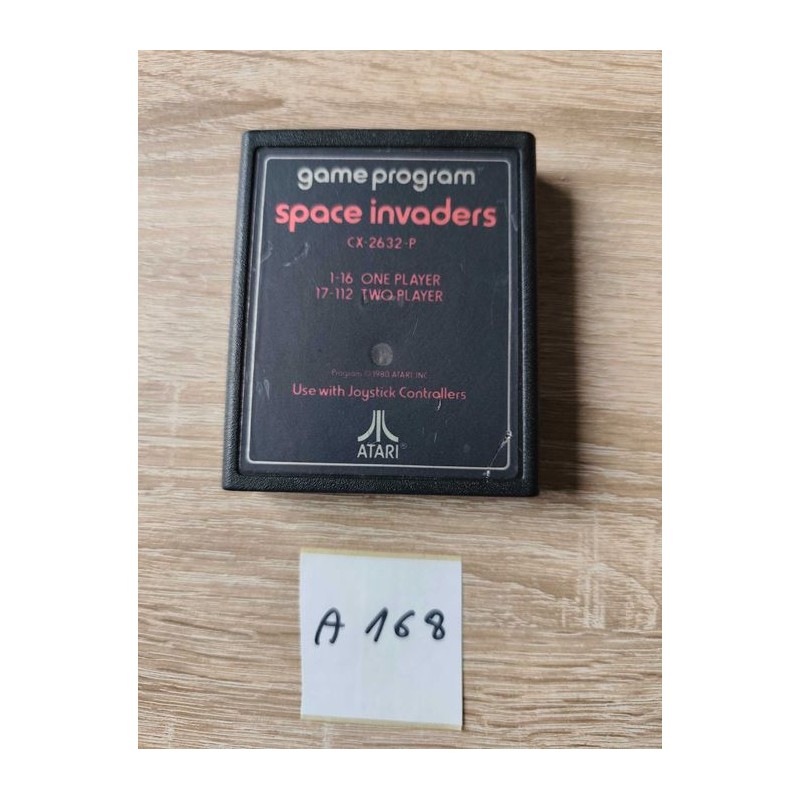 game program™
space invaders
CX-2632-P
1-16 ONE PLAYER
17-112 TWO PLAYER
Program © 1980 ATARI, INC.
Use with Joystick Controllers
ATARI®
A 168